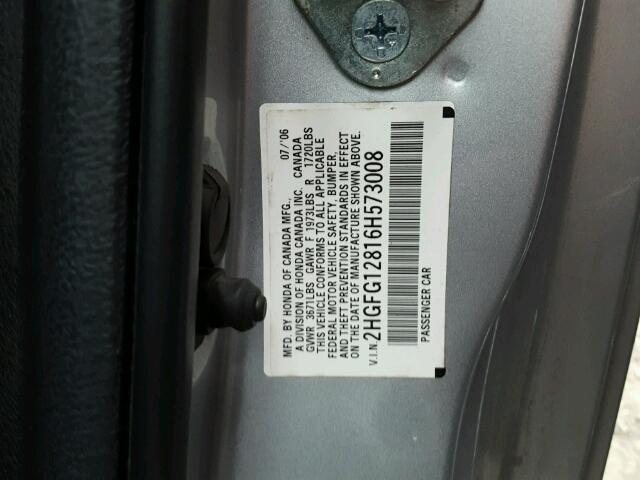 MFD. BY HONDA OF CANADA MFG., 07/'06
A DIVISION OF HONDA CANADA INC. CANADA
GVWR 3671LBS GAWR F 1973LBS R 1720LBS
THIS VEHICLE CONFORMS TO ALL APPLICABLE
FEDERAL MOTOR VEHICLE SAFETY, BUMPER,
AND THEFT PREVENTION STANDARDS IN EFFECT
ON THE DATE OF MANUFACTURE SHOWN ABOVE.
V.I.N. 2HGFG12816H573008
PASSENGER CAR